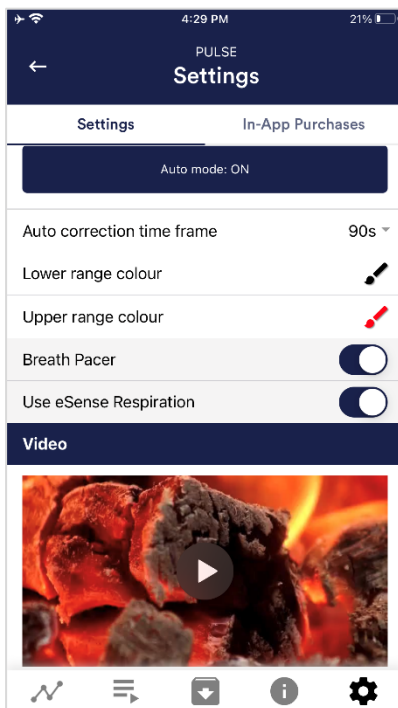 4:29 PM
21%
PULSE
Settings
Settings
In-App Purchases
Auto mode: ON
Auto correction time frame
90s
Lower range colour
Upper range colour
Breath Pacer
Use eSense Respiration
Video